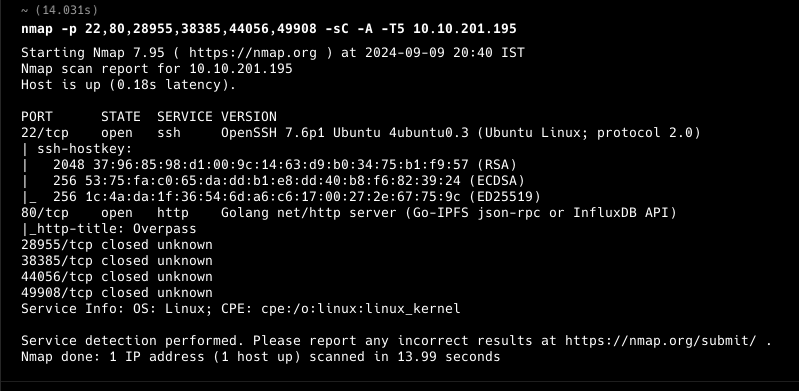 ~ (14.031s)
nmap -p 22,80,28955,38385,44056,49908 -sC -A -T5 10.10.201.195
Starting Nmap 7.95 ( https://nmap.org ) at 2024-09-09 20:40 IST
Nmap scan report for 10.10.201.195
Host is up (0.18s latency).
PORT      STATE  SERVICE VERSION
22/tcp    open   ssh     OpenSSH 7.6p1 Ubuntu 4ubuntu0.3 (Ubuntu Linux; protocol 2.0)
| ssh-hostkey:
|   2048 37:96:85:98:d1:00:9c:14:63:d9:b0:34:75:b1:f9:57 (RSA)
|   256 53:75:fa:c0:65:da:dd:b1:e8:dd:40:b8:f6:82:39:24 (ECDSA)
|_  256 1c:4a:da:1f:36:54:6d:a6:c6:17:00:27:2e:67:75:9c (ED25519)
80/tcp    open   http    Golang net/http server (Go-IPFS json-rpc or InfluxDB API)
|_http-title: Overpass
28955/tcp closed unknown
38385/tcp closed unknown
44056/tcp closed unknown
49908/tcp closed unknown
Service Info: OS: Linux; CPE: cpe:/o:linux:linux_kernel
Service detection performed. Please report any incorrect results at https://nmap.org/submit/ .
Nmap done: 1 IP address (1 host up) scanned in 13.99 seconds